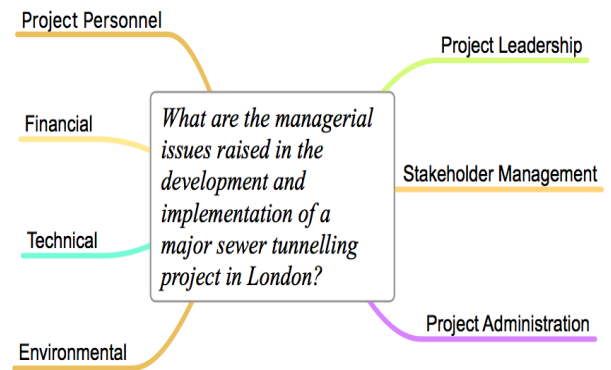 Project Personnel
Project Leadership
Financial
What are the managerial
issues raised in the
development and
implementation of a
major sewer tunnelling
project in London?
Stakeholder Management
Technical
Project Administration
Environmental